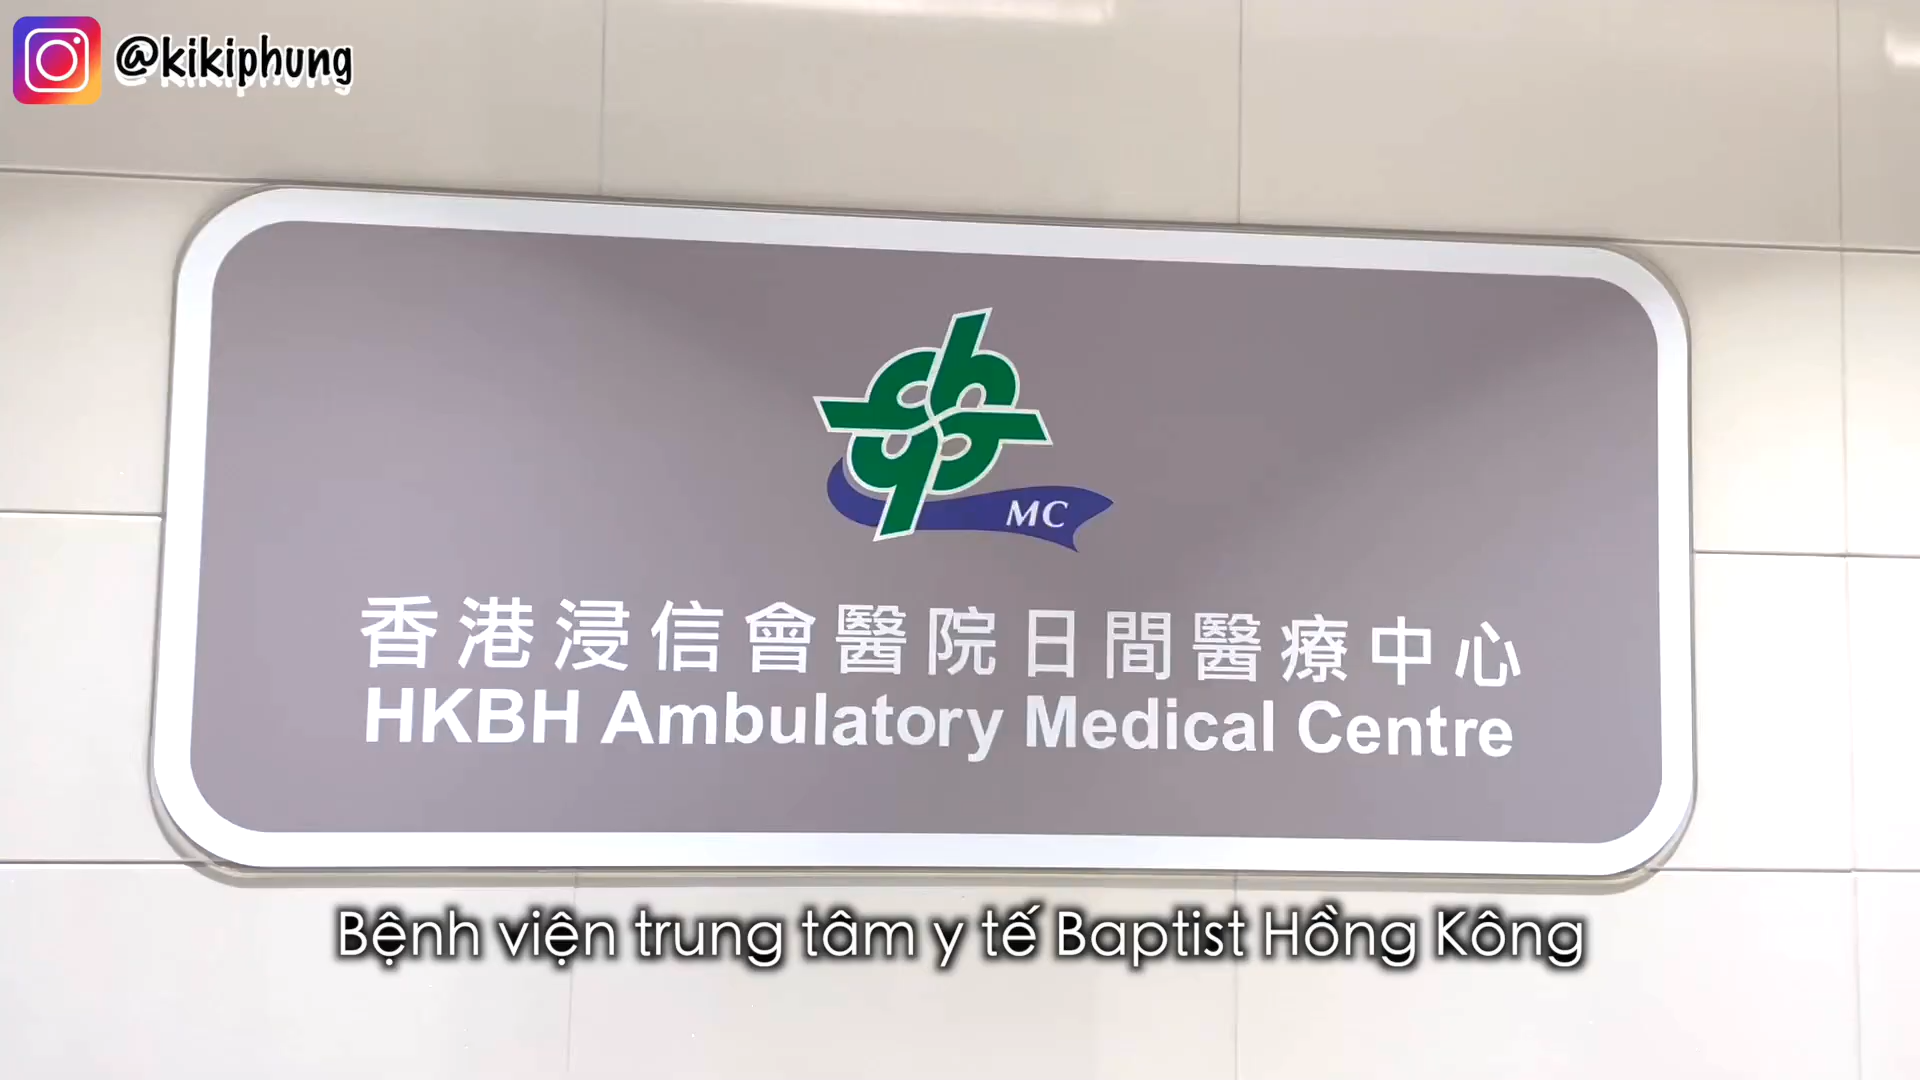 @kikiphung
MC
香港浸信會醫院日間醫療中心
HKBH Ambulatory Medical Centre
Bệnh viện trung tâm y tế Baptist Hồng Kông